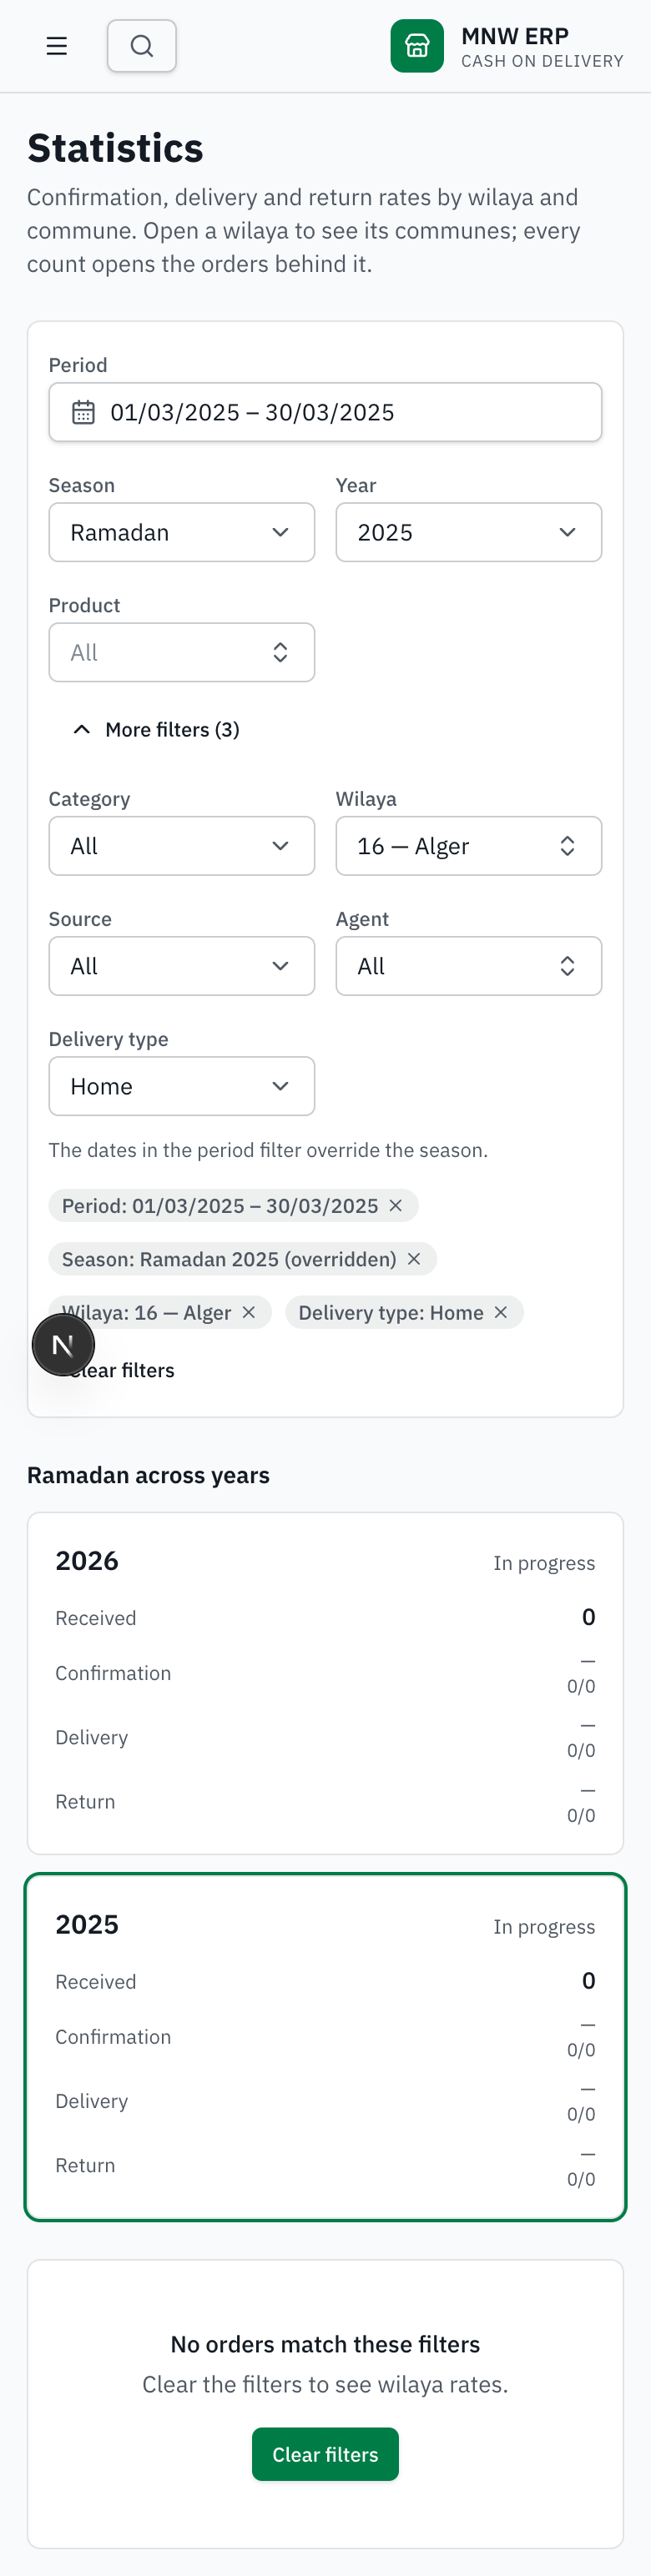 MNW ERP
CASH ON DELIVERY
Statistics
Confirmation, delivery and return rates by wilaya and
commune. Open a wilaya to see its communes; every
count opens the orders behind it.
Period
01/03/2025 – 30/03/2025
Season
Year
Ramadan
2025
Product
All
More filters (3)
Category
Wilaya
All
16 — Alger
Source
Agent
All
All
Delivery type
Home
The dates in the period filter override the season.
Period: 01/03/2025 – 30/03/2025
Season: Ramadan 2025 (overridden)
Wilaya: 16 — Alger
Delivery type: Home
N
Clear filters
Ramadan across years
2026
In progress
Received
0
Confirmation
—
0/0
Delivery
—
0/0
Return
—
0/0
2025
In progress
Received
0
Confirmation
—
0/0
Delivery
—
0/0
Return
—
0/0
No orders match these filters
Clear the filters to see wilaya rates.
Clear filters